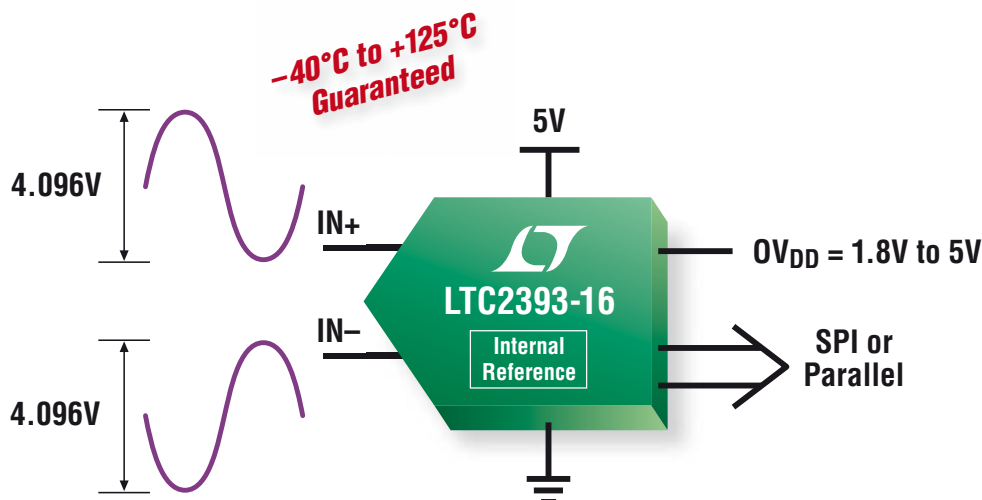 –40°C to +125°C
Guaranteed
5V
4.096V
IN+
OVDD = 1.8V to 5V
LTC2393-16
IN–
Internal
Reference
SPI or
Parallel
4.096V